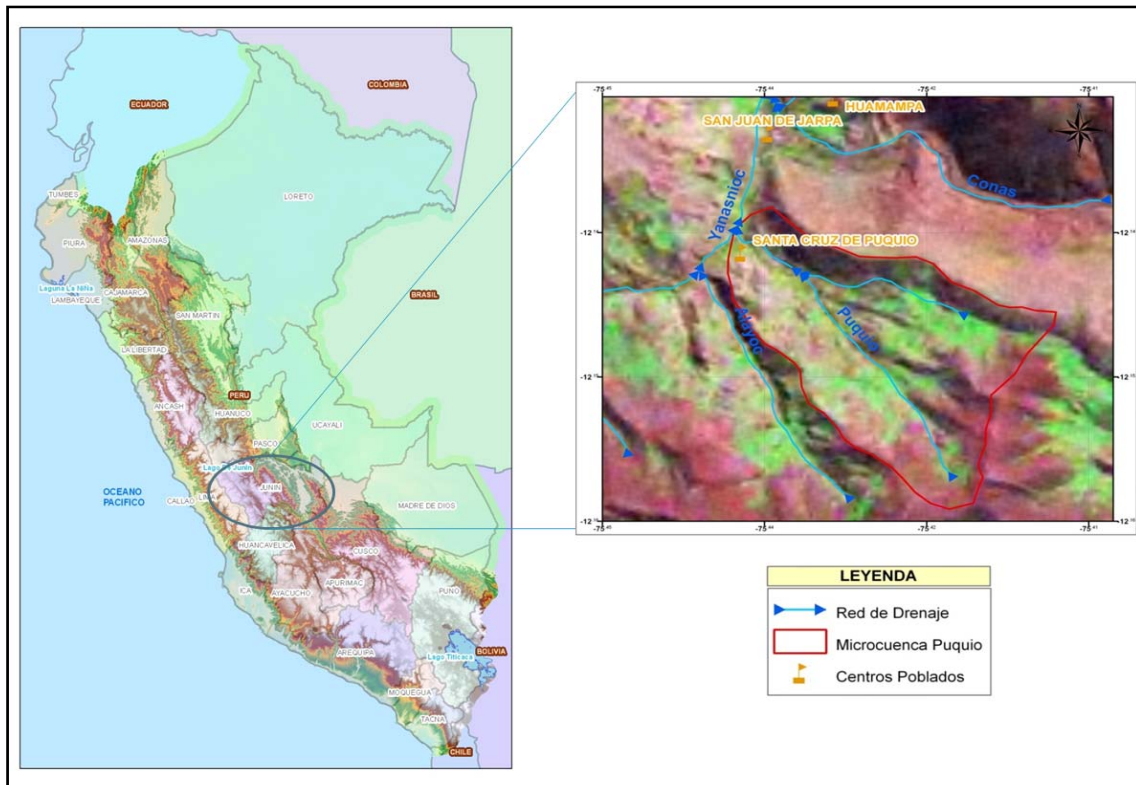 COLOMBIA
ECUADOR
TUMBES
LORETO
PIURA
AMAZONAS
Laguna La Niña
LAMBAYEQUE
CAJAMARCA
SAN MARTIN
BRASIL
LA LIBERTAD
PERU
ANCASH
HUANUCO
PASCO
UCAYALI
Lago De Junín
JUNIN
OCEANO
PACIFICO
CALLAO
LIMA
MADRE DE DIOS
HUANCAVELICA
CUSCO
ICA
AYACUCHO
APURIMAC
PUNO
AREQUIPA
Lago Titicaca
BOLIVIA
MOQUEGUA
TACNA
CHILE
HUAMAMPA
SAN JUAN DE JARPA
Conas
Yanasnioc
SANTA CRUZ DE PUQUIO
Puquio
LEYENDA
Red de Drenaje
Microcuenca Puquio
Centros Poblados